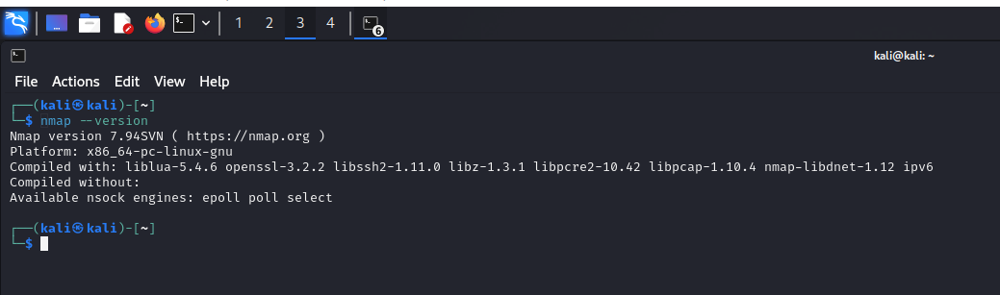 1 2 3 4 6
kali@kali: ~
File Actions Edit View Help
┌──(kali㉿kali)-[~]
└─$ nmap --version
Nmap version 7.94SVN ( https://nmap.org )
Platform: x86_64-pc-linux-gnu
Compiled with: liblua-5.4.6 openssl-3.2.2 libssh2-1.11.0 libz-1.3.1 libpcre2-10.42 libpcap-1.10.4 nmap-libdnet-1.12 ipv6
Compiled without:
Available nsock engines: epoll poll select
┌──(kali㉿kali)-[~]
└─$